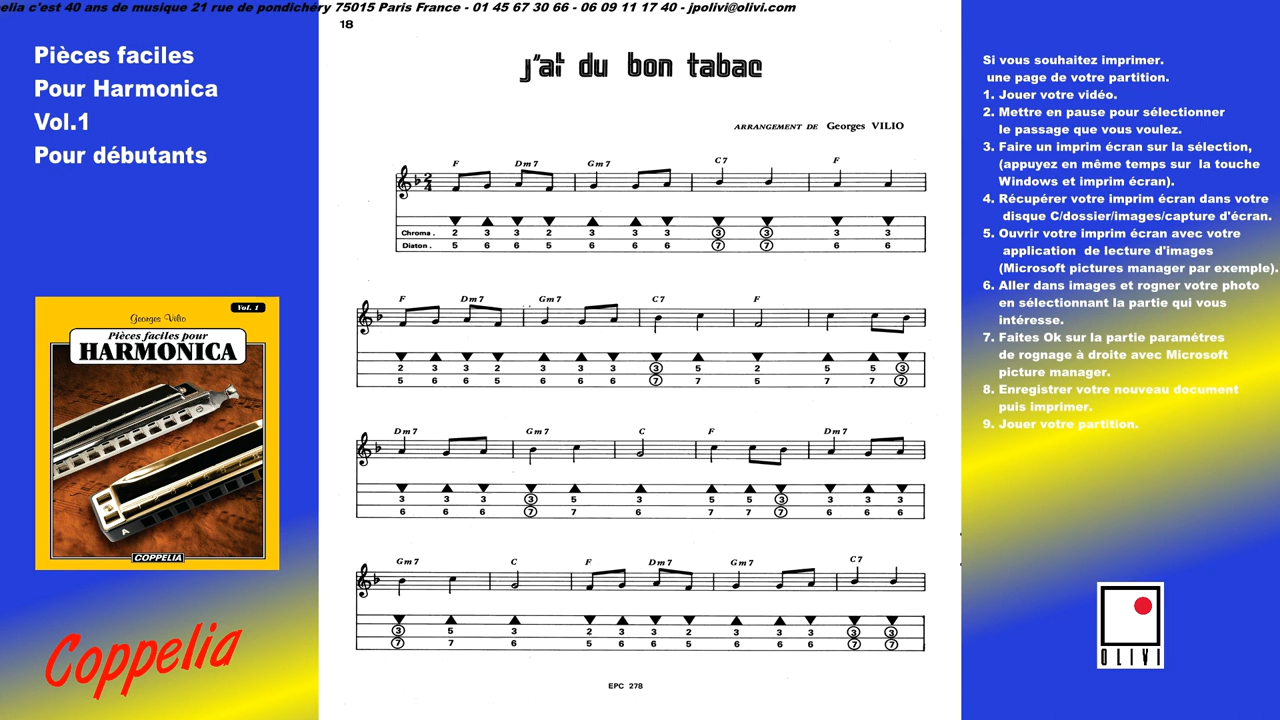 elia c'est 40 ans de musique 21 rue de pondichéry 75015 Paris France - 01 45 67 30 66 - 06 09 11 17 40 - jpolivi@olivi.com
Pièces faciles
Pour Harmonica
Vol.1
Pour débutants
Vol. 1
Georges Vilio
Pièces faciles pour
HARMONICA
A
COPPELIA
Coppelia
18
j'ai du bon tabac
ARRANGEMENT DE Georges VILIO
F Dm7 Gm7 C7 F
2 4
Chroma. 2 3 3 2 3 3 3 3 3 3 3
Diaton. 5 6 6 5 6 6 6 7 7 6 6
F Dm7 Gm7 C7 F
2 3 3 2 3 3 3 3 5 2 5 5 3
5 6 6 5 6 6 6 7 7 5 7 7 7
Dm7 Gm7 C F Dm7
3 3 3 3 5 3 5 5 3 3 3 3
6 6 6 7 7 6 7 7 7 6 6 6
Gm7 C F Dm7 Gm7 C7
3 5 3 2 3 3 2 3 3 3 3 3
7 7 6 5 6 6 5 6 6 6 7 7
EPC 278
Si vous souhaitez imprimer.
une page de votre partition.
1. Jouer votre vidéo.
2. Mettre en pause pour sélectionner
le passage que vous voulez.
3. Faire un imprim écran sur la sélection,
(appuyez en même temps sur la touche
Windows et imprim écran).
4. Récupérer votre imprim écran dans votre
disque C/dossier/images/capture d'écran.
5. Ouvrir votre imprim écran avec votre
application de lecture d'images
(Microsoft pictures manager par exemple).
6. Aller dans images et rogner votre photo
en sélectionnant la partie qui vous
intéresse.
7. Faites Ok sur la partie paramétres
de rognage à droite avec Microsoft
picture manager.
8. Enregistrer votre nouveau document
puis imprimer.
9. Jouer votre partition.
OLIVI